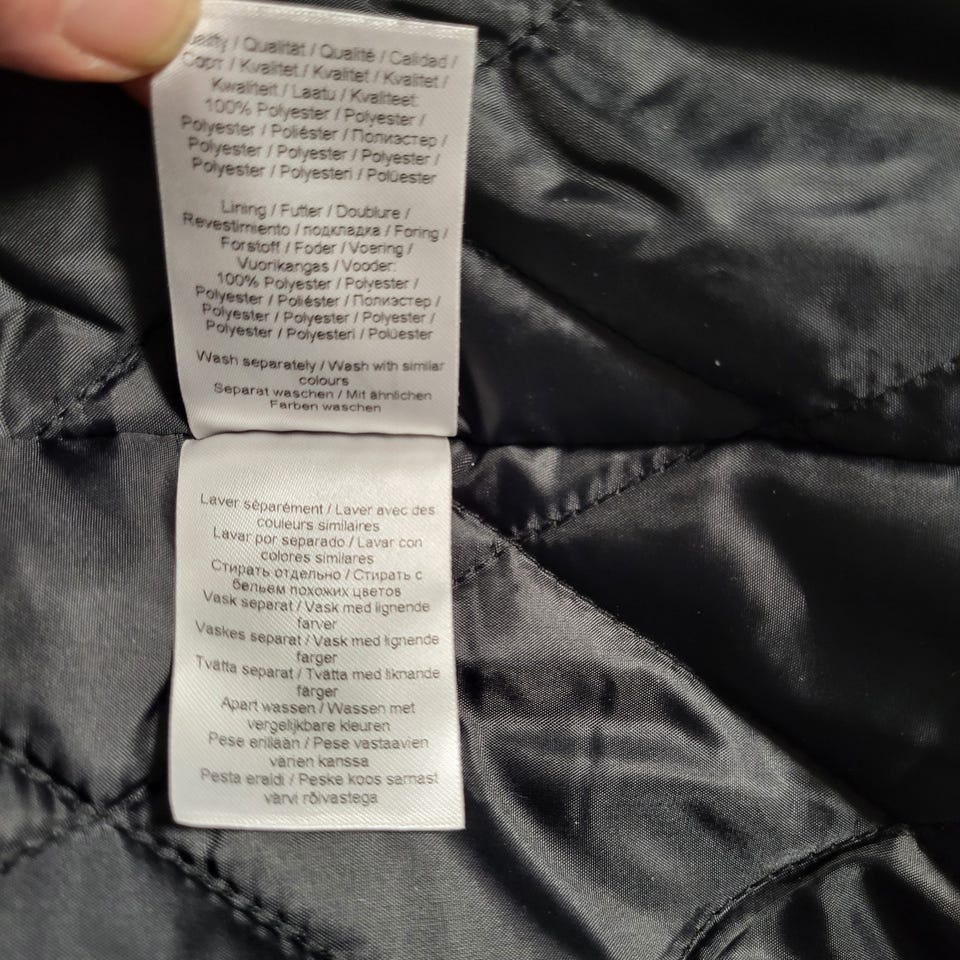 Quality / Qualität / Qualité / Calidad /
Сорт / Kvalitet / Kvalitet / Kvalitet /
Kwaliteit / Laatu / Kvaliteet:
100% Polyester / Polyester /
Polyester / Poliéster / Полиэстер /
Polyester / Polyester / Polyester /
Polyester / Polyesteri / Polüester
Lining / Futter / Doublure /
Revestimiento / подкладка / Foring /
Forstoff / Foder / Voering /
Vuorikangas / Vooder:
100% Polyester / Polyester /
Polyester / Poliéster / Полиэстер /
Polyester / Polyester / Polyester /
Polyester / Polyesteri / Polüester
Wash separately / Wash with similar
colours
Separat waschen / Mit ähnlichen
Farben waschen
Laver séparément / Laver avec des
couleurs similaires
Lavar por separado / Lavar con
colores similares
Стирать отдельно / Стирать с
бельем похожих цветов
Vask separat / Vask med lignende
farver
Vaskes separat / Vask med lignende
farger
Tvätta separat / Tvätta med liknande
färger
Apart wassen / Wassen met
vergelijkbare kleuren
Pese erillään / Pese vastaavien
värien kanssa
Pesta eraldi / Peske koos samast
värvi rõivastega